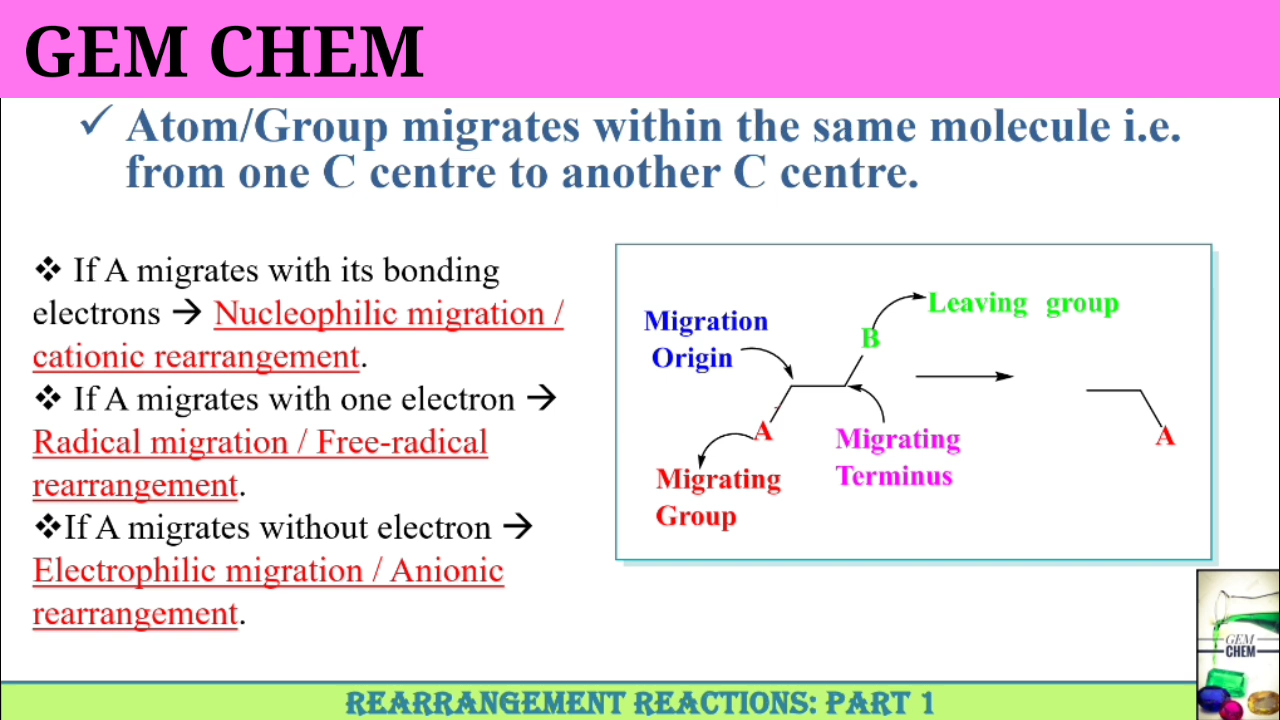 GEM CHEM
✓ Atom/Group migrates within the same molecule i.e.
from one C centre to another C centre.
❖ If A migrates with its bonding
electrons → Nucleophilic migration /
cationic rearrangement.
❖ If A migrates with one electron →
Radical migration / Free-radical
rearrangement.
❖If A migrates without electron →
Electrophilic migration / Anionic
rearrangement.
Leaving group
Migration
Origin
B
A
Migrating
Terminus
A
Migrating
Group
GEM
CHEM
REARRANGEMENT REACTIONS: PART 1